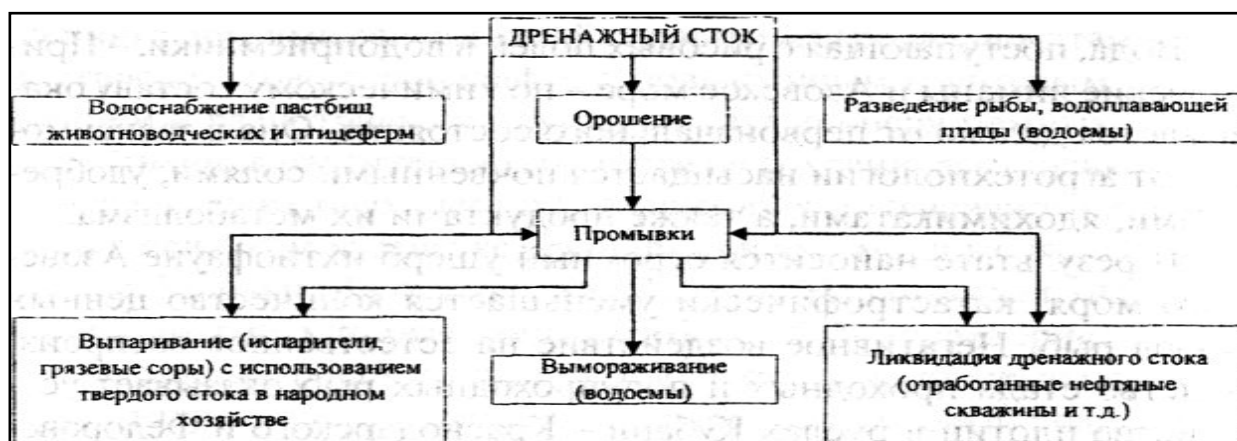 ДРЕНАЖНЫЙ СТОК
Водоснабжение пастбищ
животноводческих и птицеферм
Орошение
Разведение рыбы, водоплавающей
птицы (водоемы)
Промывки
Выпаривание (испарители,
грязевые соры) с использованием
твердого стока в народном
хозяйстве
Вымораживание
(водоемы)
Ликвидация дренажного стока
(отработанные нефтяные
скважины и т.д.)